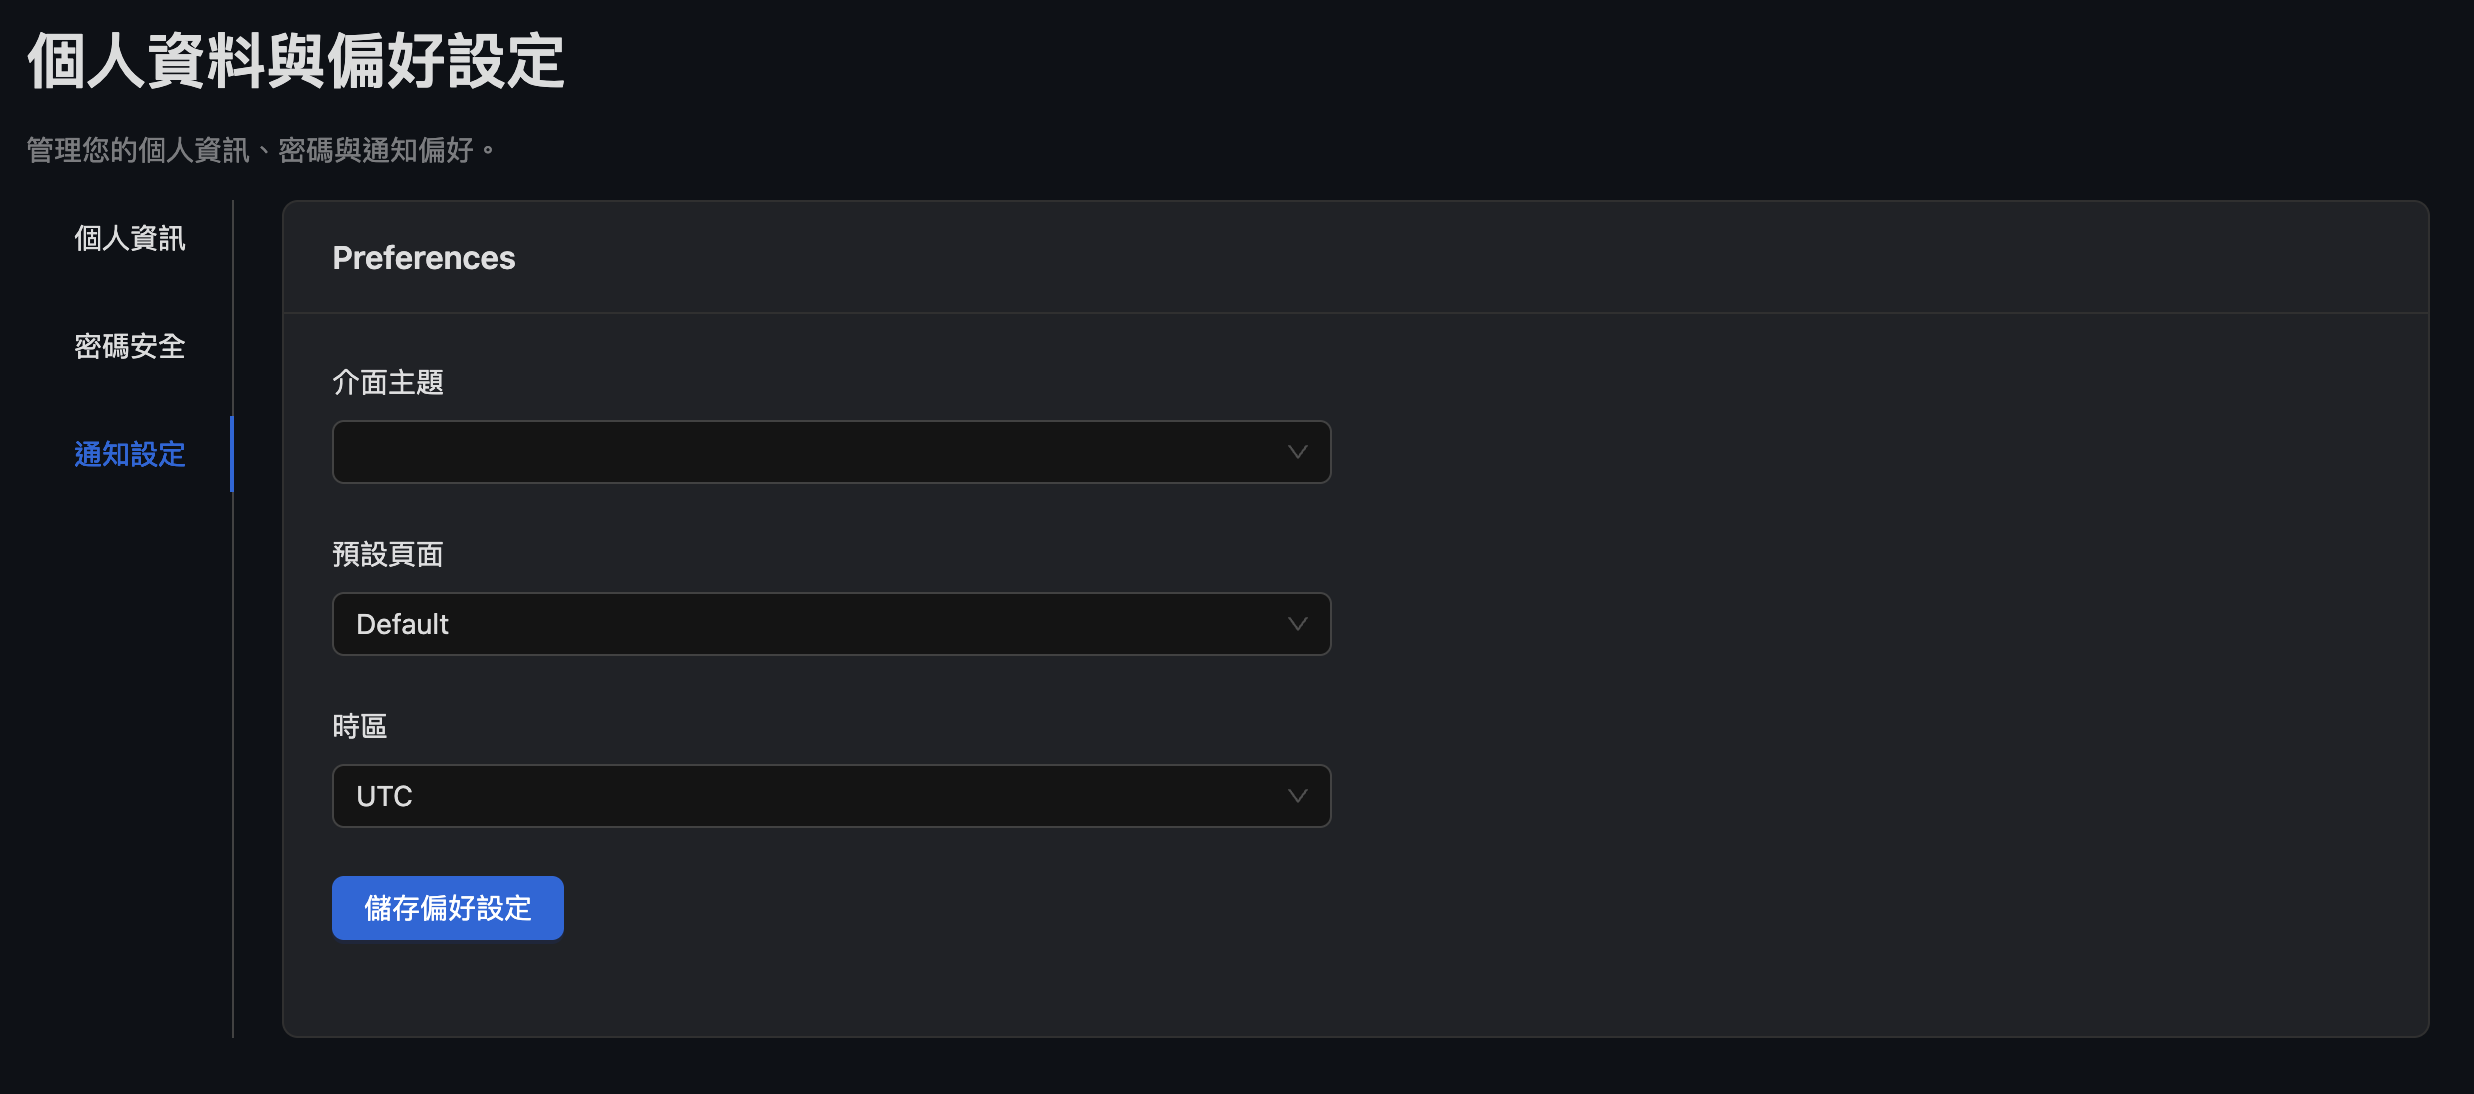 個人資料與偏好設定
管理您的個人資訊、密碼與通知偏好。
個人資訊
密碼安全
通知設定
Preferences
介面主題
預設頁面
Default
時區
UTC
儲存偏好設定